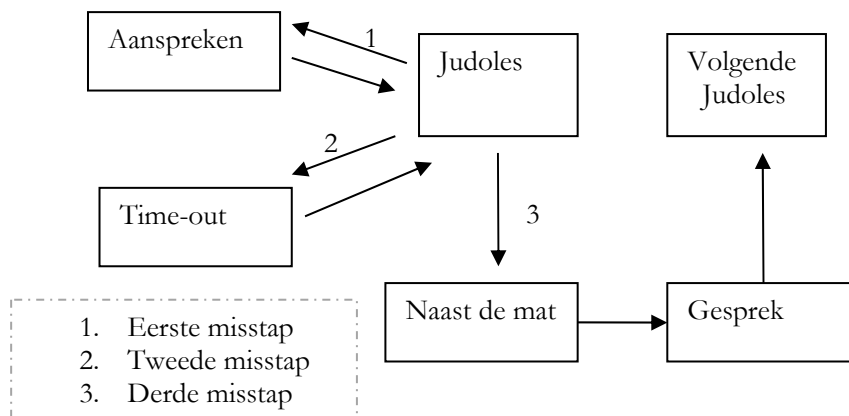 Aanspreken
1
Judoles
Volgende
Judoles
2
Time-out
3
Naast de mat
Gesprek
1. Eerste misstap
2. Tweede misstap
3. Derde misstap